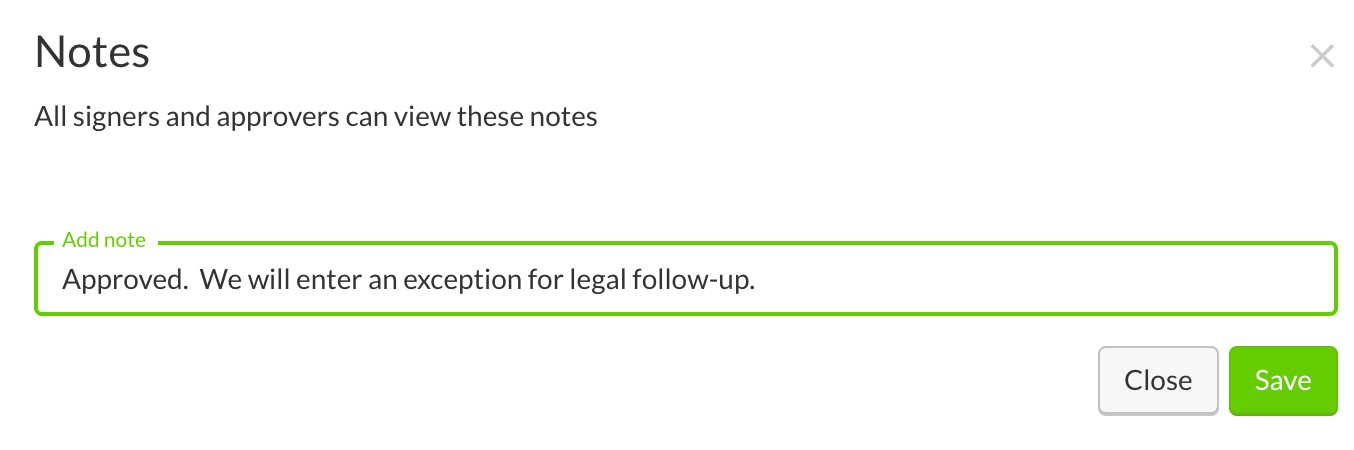 Notes
All signers and approvers can view these notes
Add note
Approved.  We will enter an exception for legal follow-up.
Close
Save